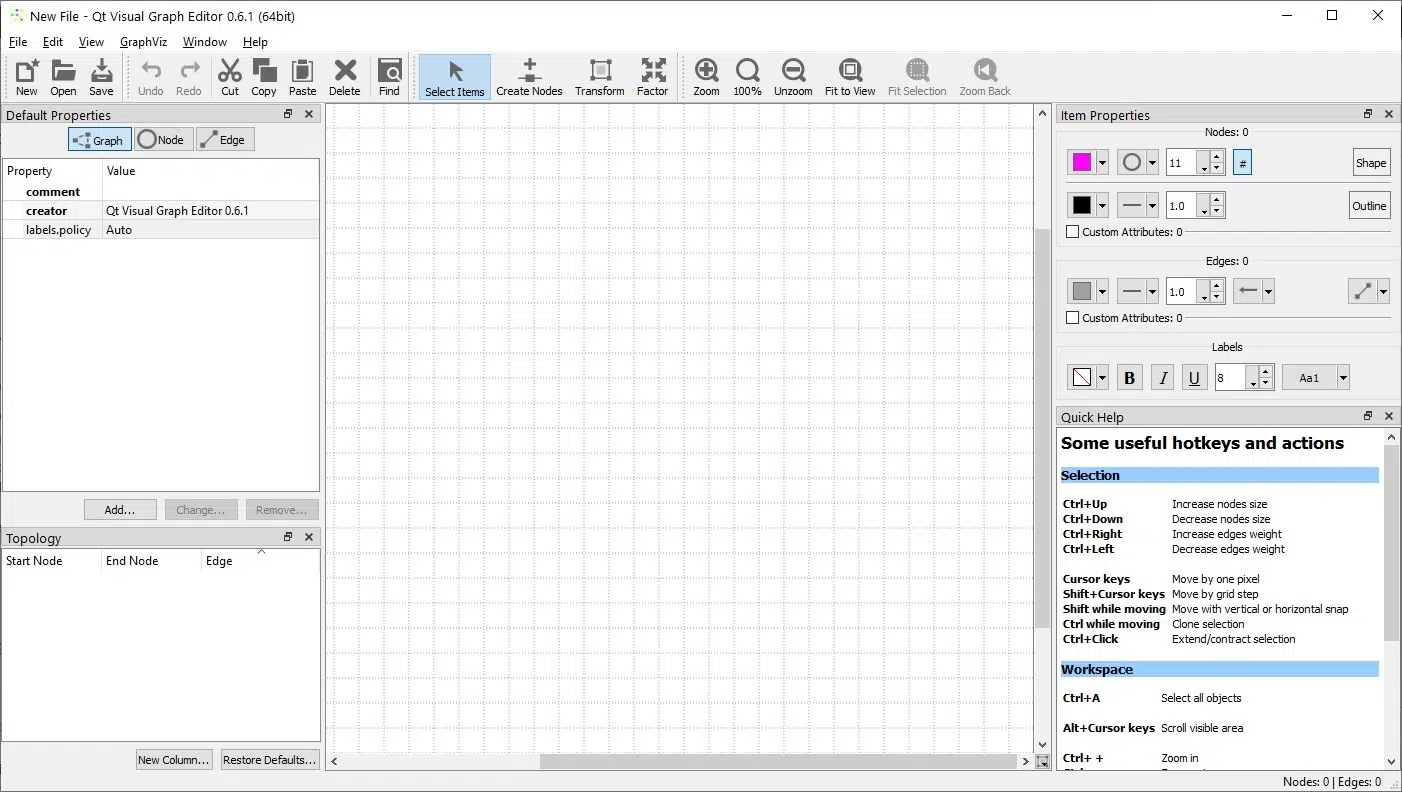 New File - Qt Visual Graph Editor 0.6.1 (64bit)
File Edit View GraphViz Window Help
New Open Save Undo Redo Cut Copy Paste Delete Find Select Items Create Nodes Transform Factor Zoom 100% Unzoom Fit to View Fit Selection Zoom Back
Default Properties
Graph Node Edge
Property Value
comment
creator Qt Visual Graph Editor 0.6.1
labels.policy Auto
Add... Change... Remove...
Topology
Start Node End Node Edge
New Column... Restore Defaults...
Item Properties
Nodes: 0
11 # Shape
1.0 Outline
Custom Attributes: 0
Edges: 0
1.0
Custom Attributes: 0
Labels
B I U 8 Aa1
Quick Help
Some useful hotkeys and actions
Selection
Ctrl+Up Increase nodes size
Ctrl+Down Decrease nodes size
Ctrl+Right Increase edges weight
Ctrl+Left Decrease edges weight
Cursor keys Move by one pixel
Shift+Cursor keys Move by grid step
Shift while moving Move with vertical or horizontal snap
Ctrl while moving Clone selection
Ctrl+Click Extend/contract selection
Workspace
Ctrl+A Select all objects
Alt+Cursor keys Scroll visible area
Ctrl+ + Zoom in
Nodes: 0 | Edges: 0